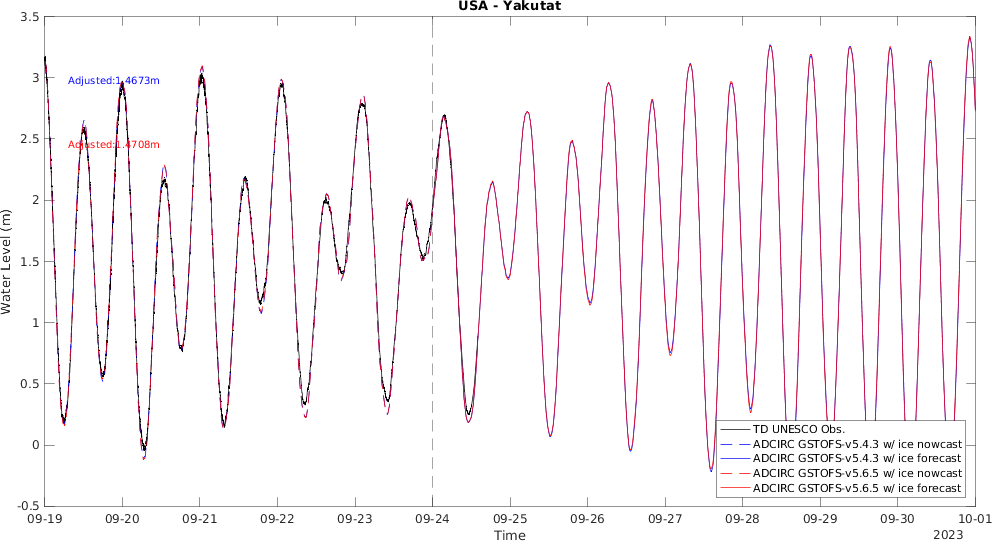 USA - Yakutat
3.5
3
2.5
2
1.5
1
0.5
0
-0.5
Water Level (m)
Adjusted:1.4673m
Adjusted:1.4708m
TD UNESCO Obs.
ADCIRC GSTOFS-v5.4.3 w/ ice nowcast
ADCIRC GSTOFS-v5.4.3 w/ ice forecast
ADCIRC GSTOFS-v5.6.5 w/ ice nowcast
ADCIRC GSTOFS-v5.6.5 w/ ice forecast
09-19 09-20 09-21 09-22 09-23 09-24 09-25 09-26 09-27 09-28 09-29 09-30 10-01
Time
2023